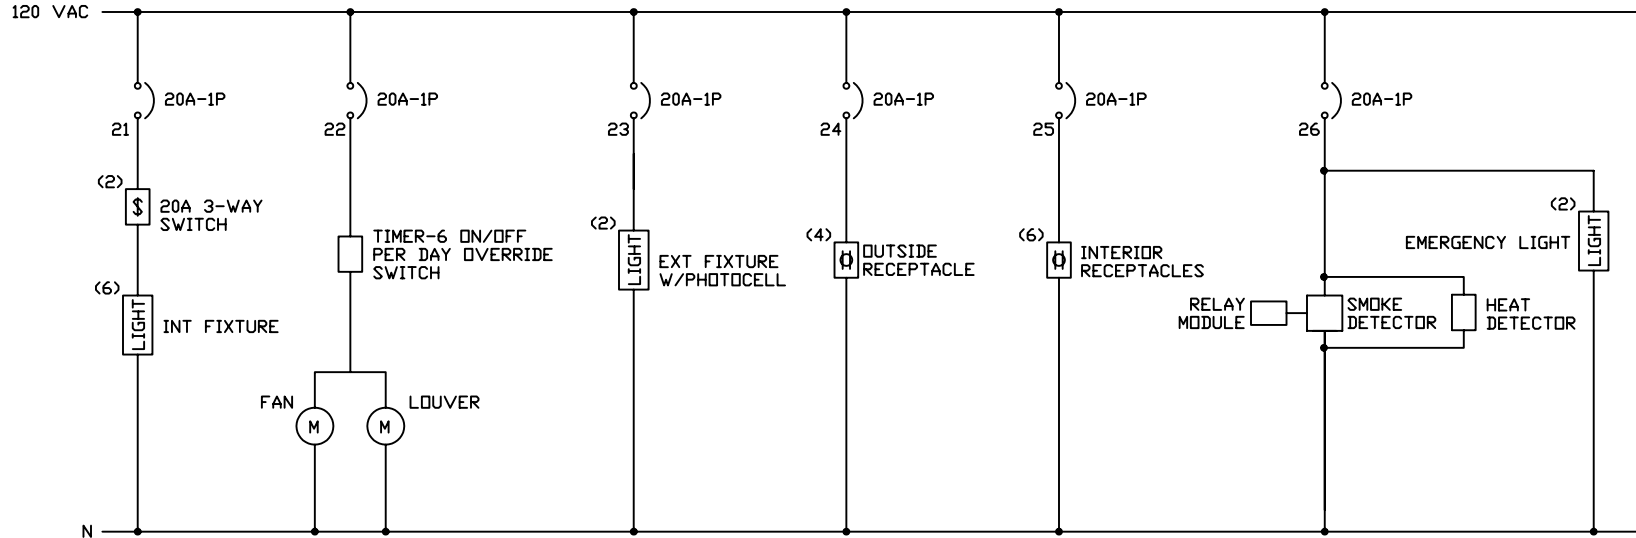 120 VAC
20A-1P
21
(2)
$
20A 3-WAY
SWITCH
(6)
LIGHT
INT FIXTURE
20A-1P
22
TIMER-6 ON/OFF
PER DAY OVERRIDE
SWITCH
FAN
M
LOUVER
M
20A-1P
23
(2)
LIGHT
EXT FIXTURE
W/PHOTOCELL
20A-1P
24
(4)
OUTSIDE
RECEPTACLE
20A-1P
25
(6)
INTERIOR
RECEPTACLES
20A-1P
26
(2)
LIGHT
EMERGENCY LIGHT
RELAY
MODULE
SMOKE
DETECTOR
HEAT
DETECTOR
N